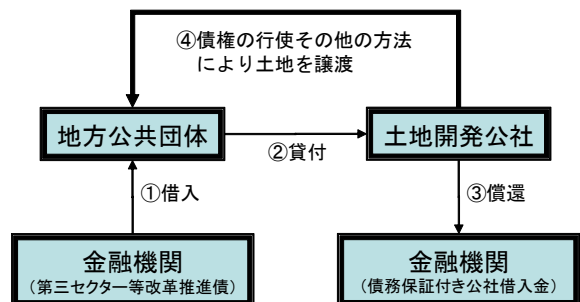 ④債権の行使その他の方法
により土地を譲渡
地方公共団体
②貸付
土地開発公社
①借入
③償還
金融機関
（第三セクター等改革推進債）
金融機関
（債務保証付き公社借入金）